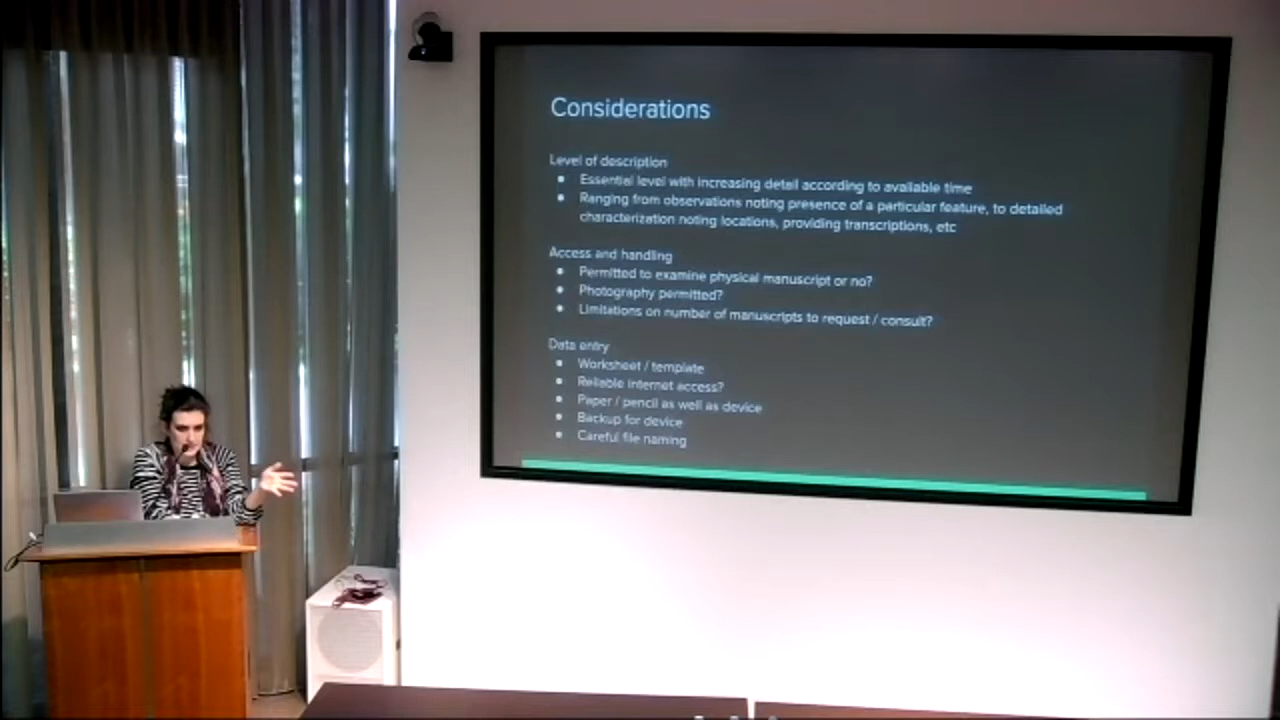 Considerations
Level of description
• Essential level with increasing detail according to available time
• Ranging from observations noting presence of a particular feature, to detailed
characterization noting locations, providing transcriptions, etc
Access and handling
• Permitted to examine physical manuscript or no?
• Photography permitted?
• Limitations on number of manuscripts to request / consult?
Data entry
• Worksheet / template
• Reliable internet access?
• Paper / pencil as well as device
• Backup for device
• Careful file naming